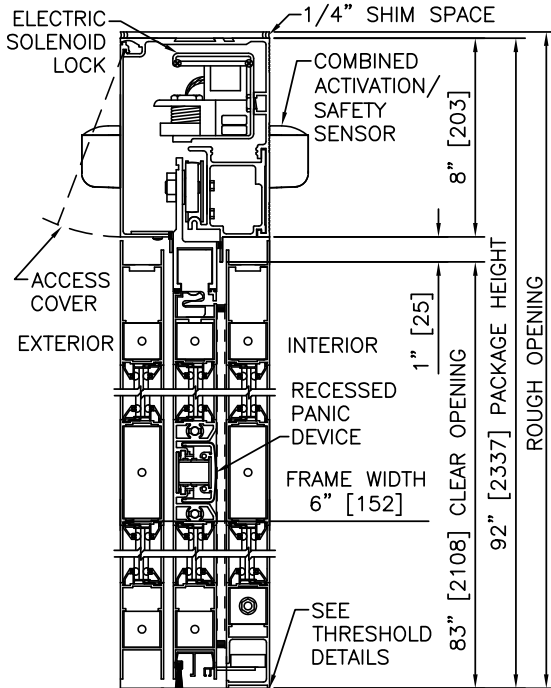 ELECTRIC
SOLENOID
LOCK
1/4” SHIM SPACE
COMBINED
ACTIVATION/
SAFETY
SENSOR
8” [203]
ACCESS
COVER
EXTERIOR
INTERIOR
1” [25]
RECESSED
PANIC
DEVICE
FRAME WIDTH
6” [152]
83” [2108] CLEAR OPENING
92” [2337] PACKAGE HEIGHT
ROUGH OPENING
SEE
THRESHOLD
DETAILS